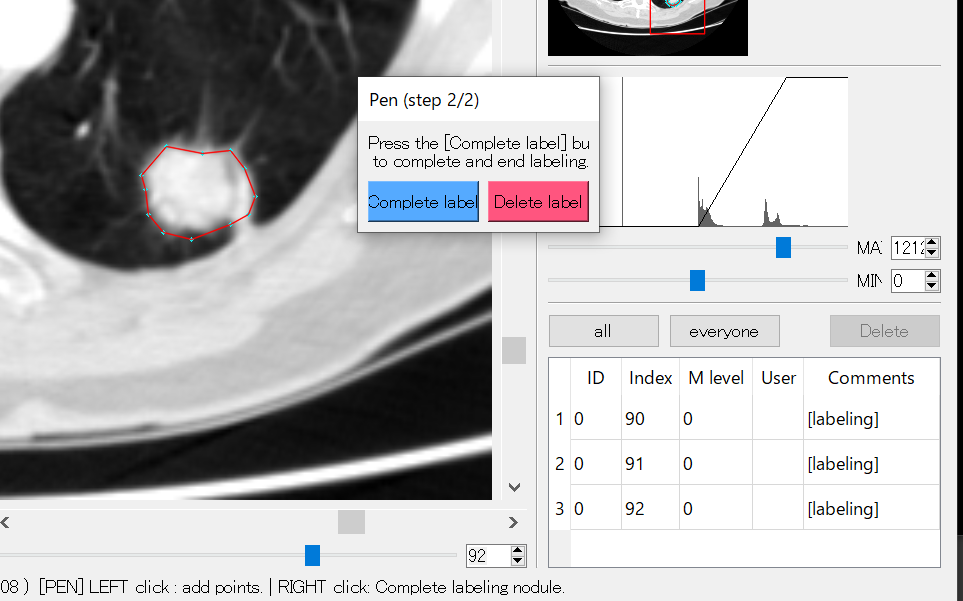 Pen (step 2/2)
Press the [Complete label] bu
to complete and end labeling.
Complete label
Delete label
MA
1212
MIN
0
all
everyone
Delete
ID Index M level User Comments
1 0 90 0 [labeling]
2 0 91 0 [labeling]
3 0 92 0 [labeling]
92
08 ) [PEN] LEFT click : add points. | RIGHT click: Complete labeling nodule.